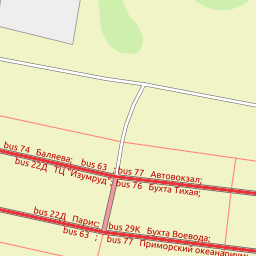 bus 74   Баляева;   bus 63   ; bus 77   Автовокзал;
bus 22Д   ТЦ "Изумруд"; bus 76   Бухта Тихая;
bus 22Д   Парис;   bus 29К   Бухта Воевода;
bus 63   ;   bus 77   Приморский океанариум;